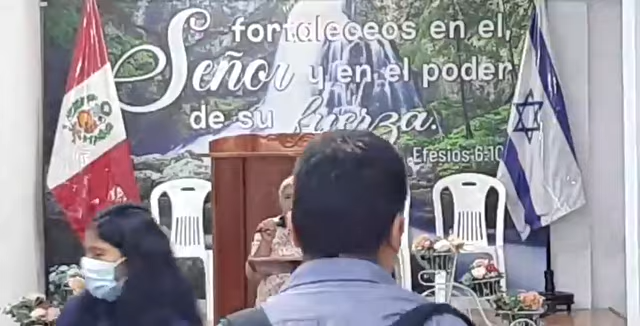 fortaleceos en el,
Señor y en el poder
de su fuerza.
Efesios 6:10